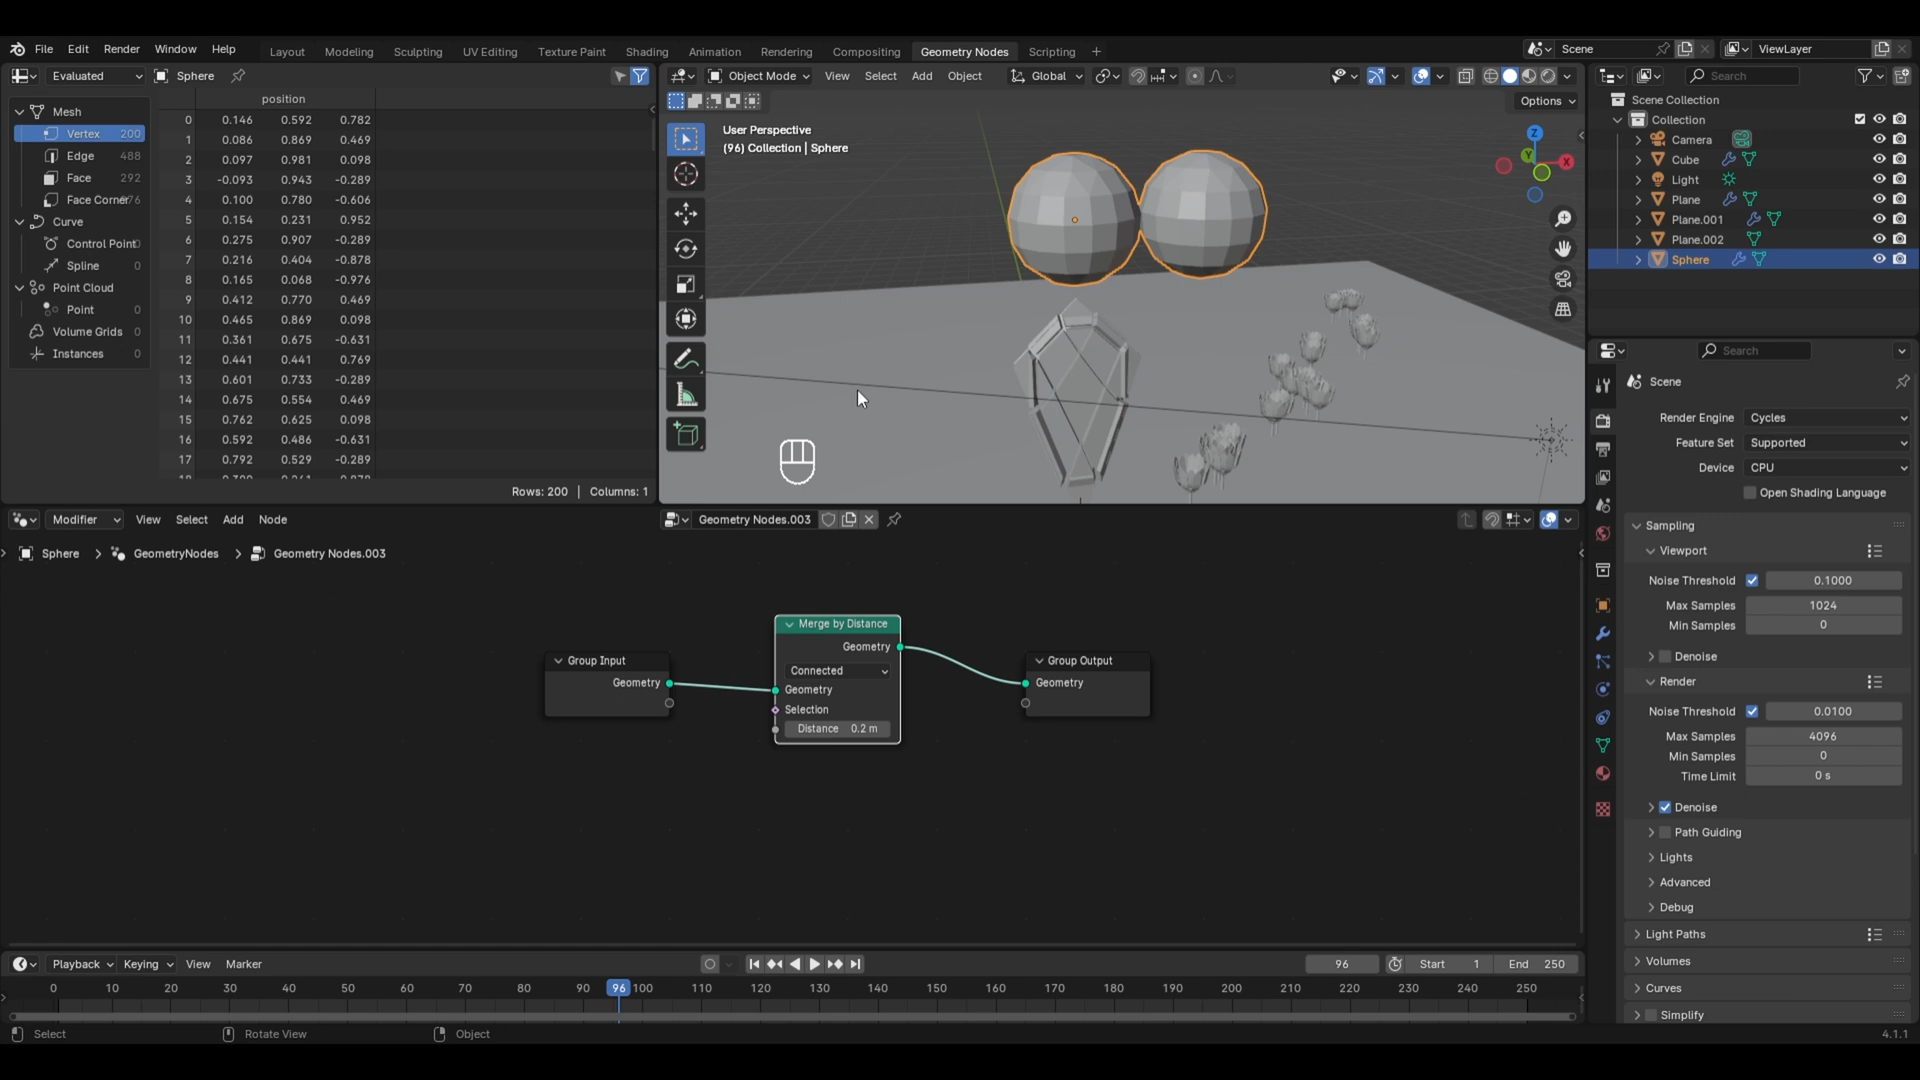 File Edit Render Window Help Layout Modeling Sculpting UV Editing Texture Paint Shading Animation Rendering Compositing Geometry Nodes Scripting + Scene ViewLayer
Evaluated Sphere
position
Mesh
Vertex 200
Edge 488
Face 292
Face Corner 976
Curve
Control Point 0
Spline 0
Point Cloud
Point 0
Volume Grids 0
Instances 0
0 0.146 0.592 0.782
1 0.086 0.869 0.469
2 0.097 0.981 0.098
3 -0.093 0.943 -0.289
4 0.100 0.780 -0.606
5 0.154 0.231 0.952
6 0.275 0.907 -0.289
7 0.216 0.404 -0.878
8 0.165 0.068 -0.976
9 0.412 0.770 0.469
10 0.465 0.869 0.098
11 0.361 0.675 -0.631
12 0.441 0.441 0.769
13 0.601 0.733 -0.289
14 0.675 0.554 0.469
15 0.762 0.625 0.098
16 0.592 0.486 -0.631
17 0.792 0.529 -0.289
Rows: 200 | Columns: 1
Object Mode View Select Add Object Global
Options
User Perspective
(96) Collection | Sphere
Z
Y
X
Search
Scene Collection
Collection
Camera
Cube
Light
Plane
Plane.001
Plane.002
Sphere
Search
Scene
Render Engine Cycles
Feature Set Supported
Device CPU
Open Shading Language
Sampling
Viewport
Noise Threshold 0.1000
Max Samples 1024
Min Samples 0
Denoise
Render
Noise Threshold 0.0100
Max Samples 4096
Min Samples 0
Time Limit 0 s
Denoise
Path Guiding
Lights
Advanced
Debug
Light Paths
Volumes
Curves
Simplify
Modifier View Select Add Node Geometry Nodes.003
Sphere > GeometryNodes > Geometry Nodes.003
Group Input
Geometry
Merge by Distance
Geometry
Connected
Geometry
Selection
Distance 0.2 m
Group Output
Geometry
Playback Keying View Marker 96 Start 1 End 250
0 10 20 30 40 50 60 70 80 90 96 100 110 120 130 140 150 160 170 180 190 200 210 220 230 240 250
Select Rotate View Object 4.1.1